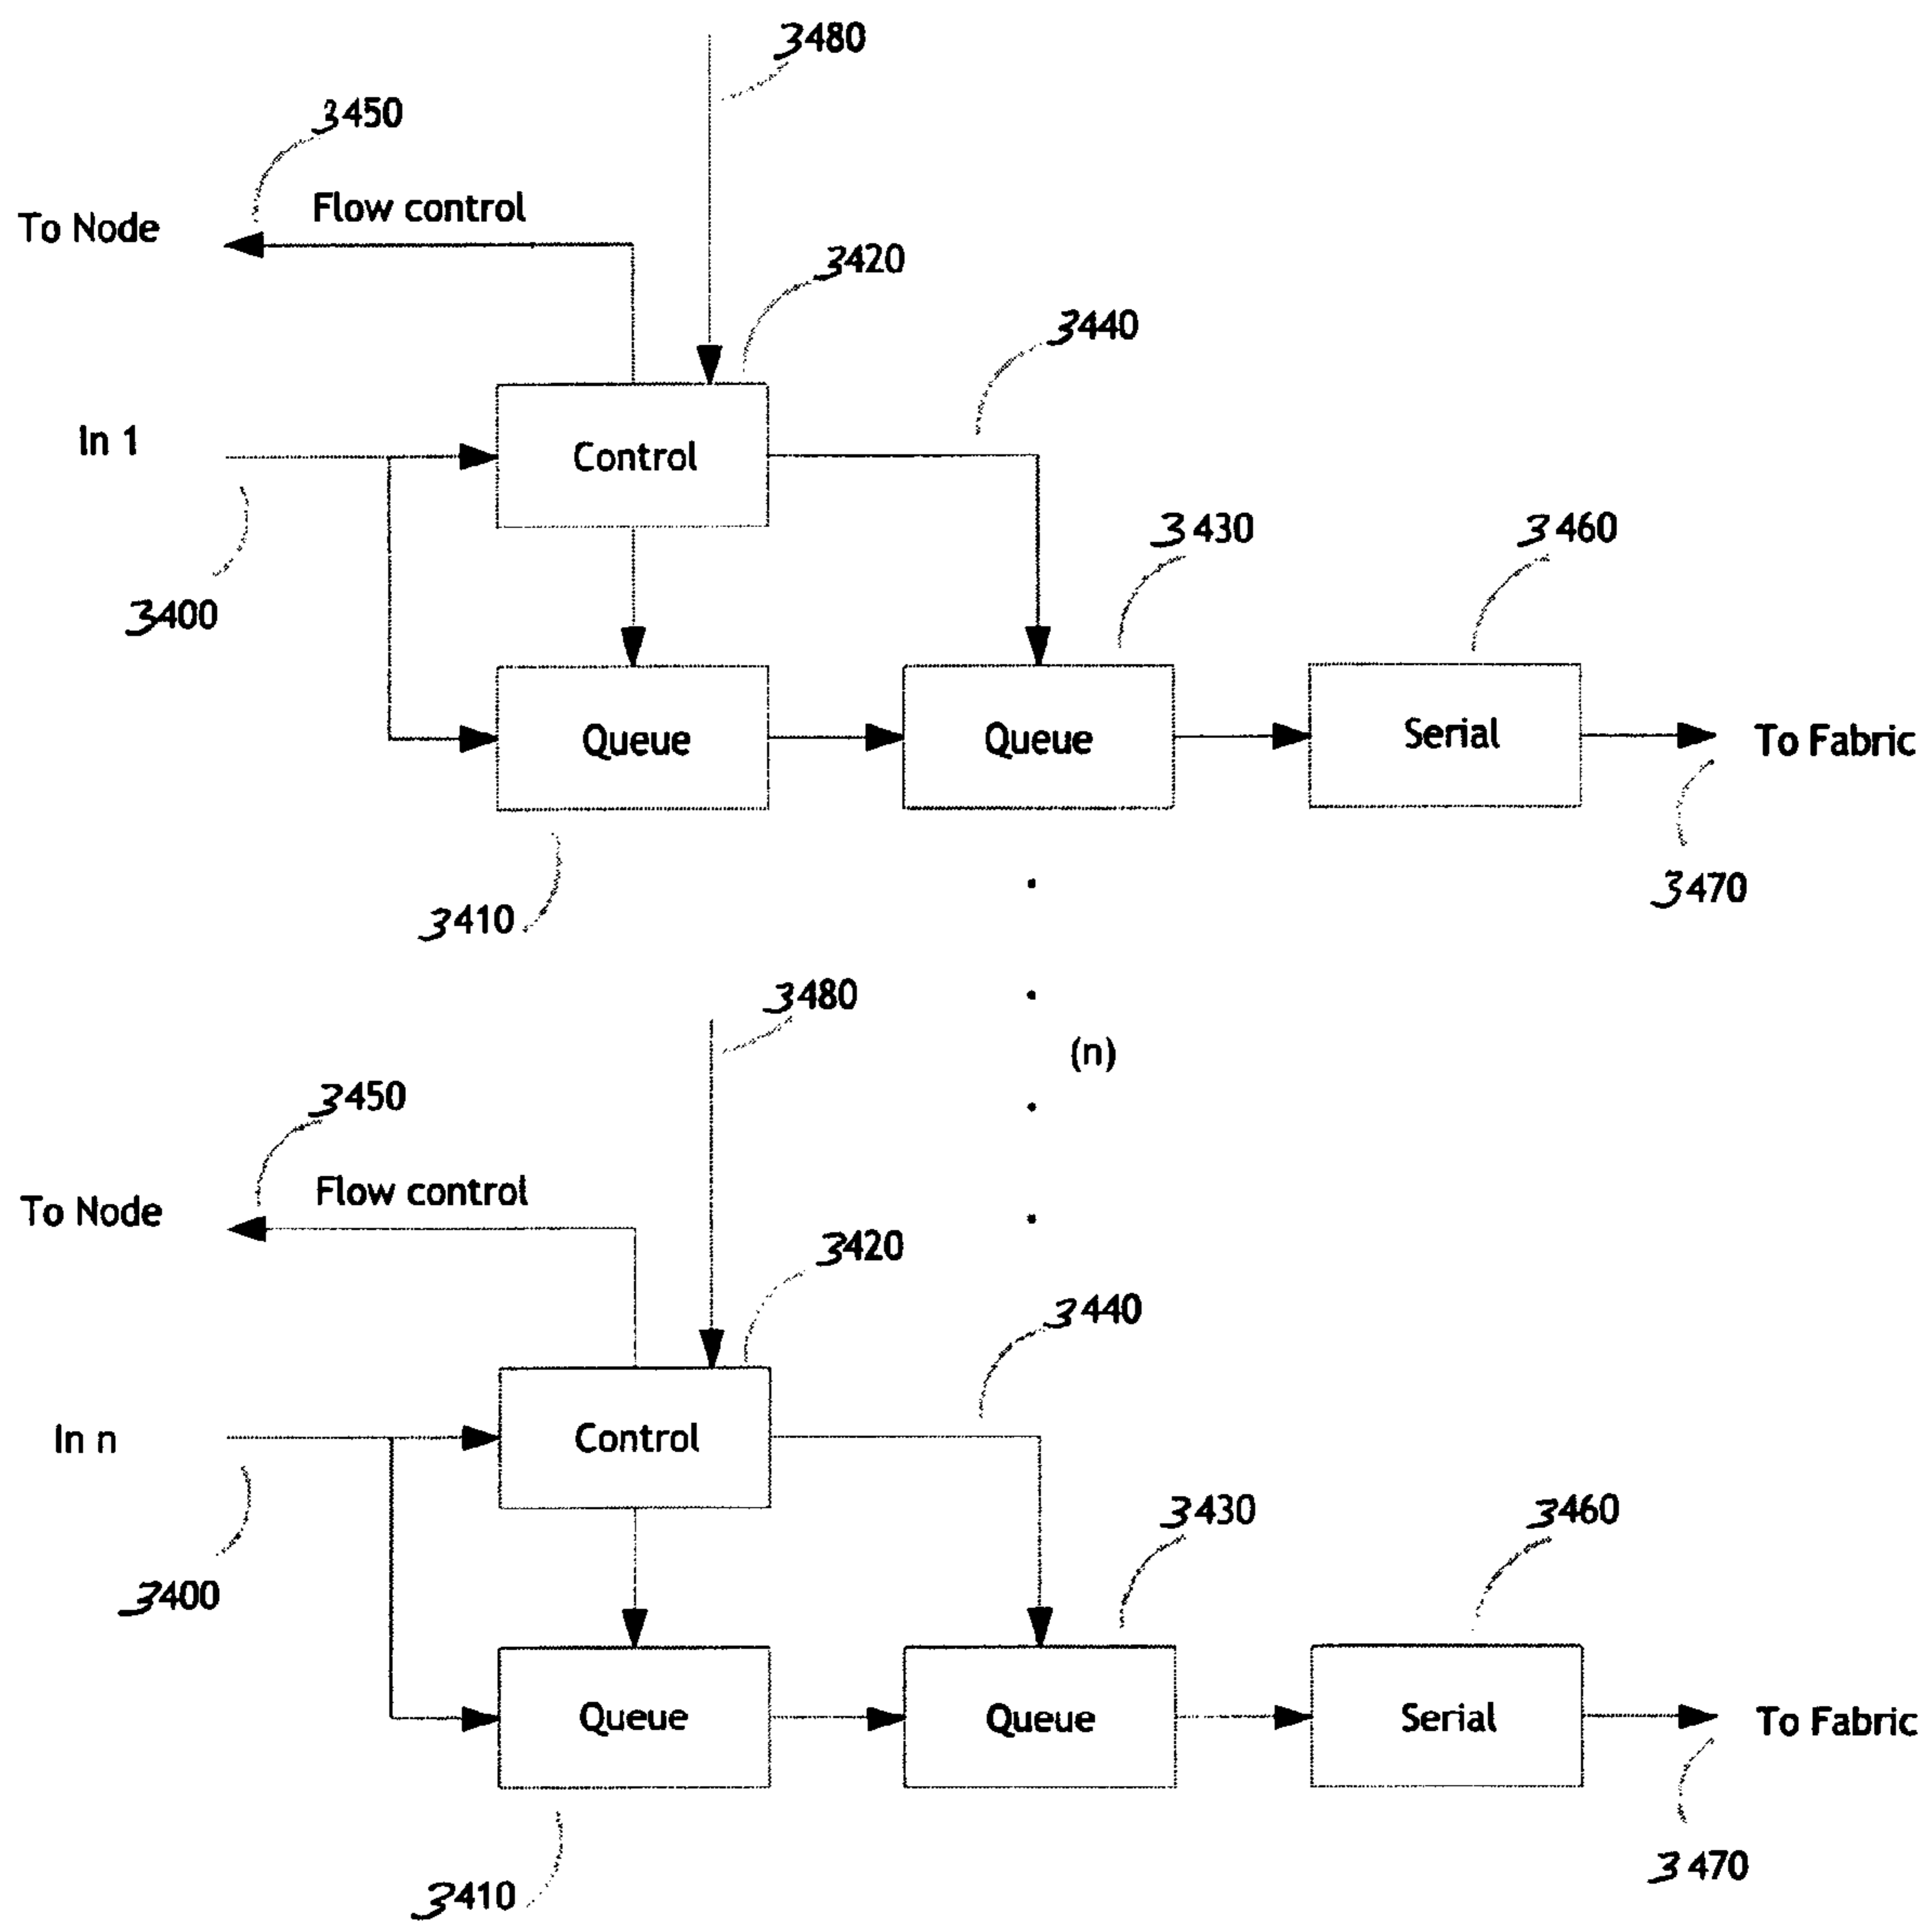 3480
3450
Flow control
To Node
3420
3440
In 1
Control
3430
3460
3400
Queue
Queue
Serial
To Fabric
3470
3410
3480
(n)
3450
Flow control
To Node
3420
3440
In n
Control
3430
3460
3400
Queue
Queue
Serial
To Fabric
3470
3410